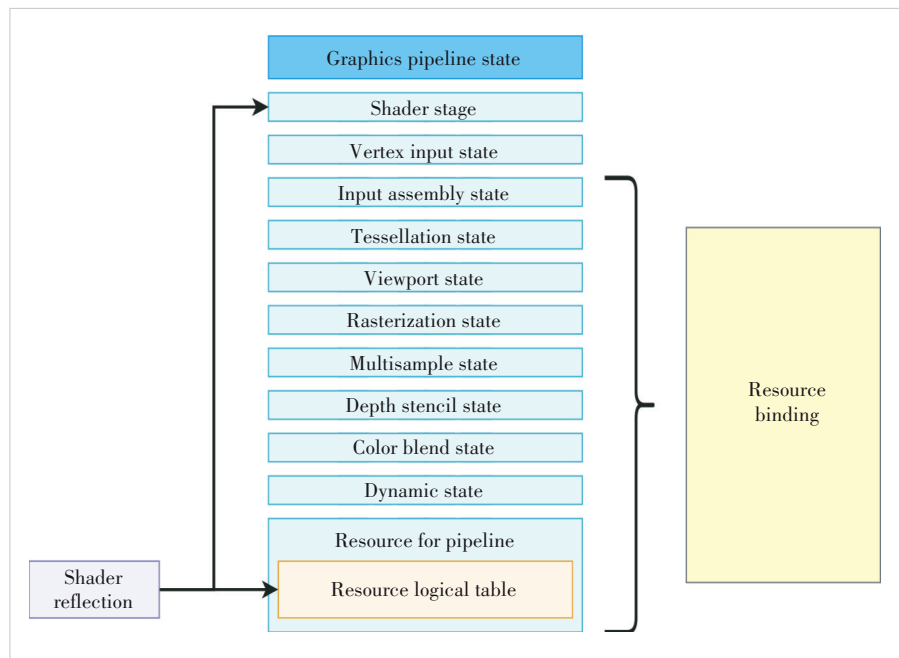 Graphics pipeline state
Shader stage
Vertex input state
Input assembly state
Tessellation state
Viewport state
Rasterization state
Multisample state
Depth stencil state
Color blend state
Dynamic state
Resource for pipeline
Resource logical table
Shader
reflection
Resource
binding